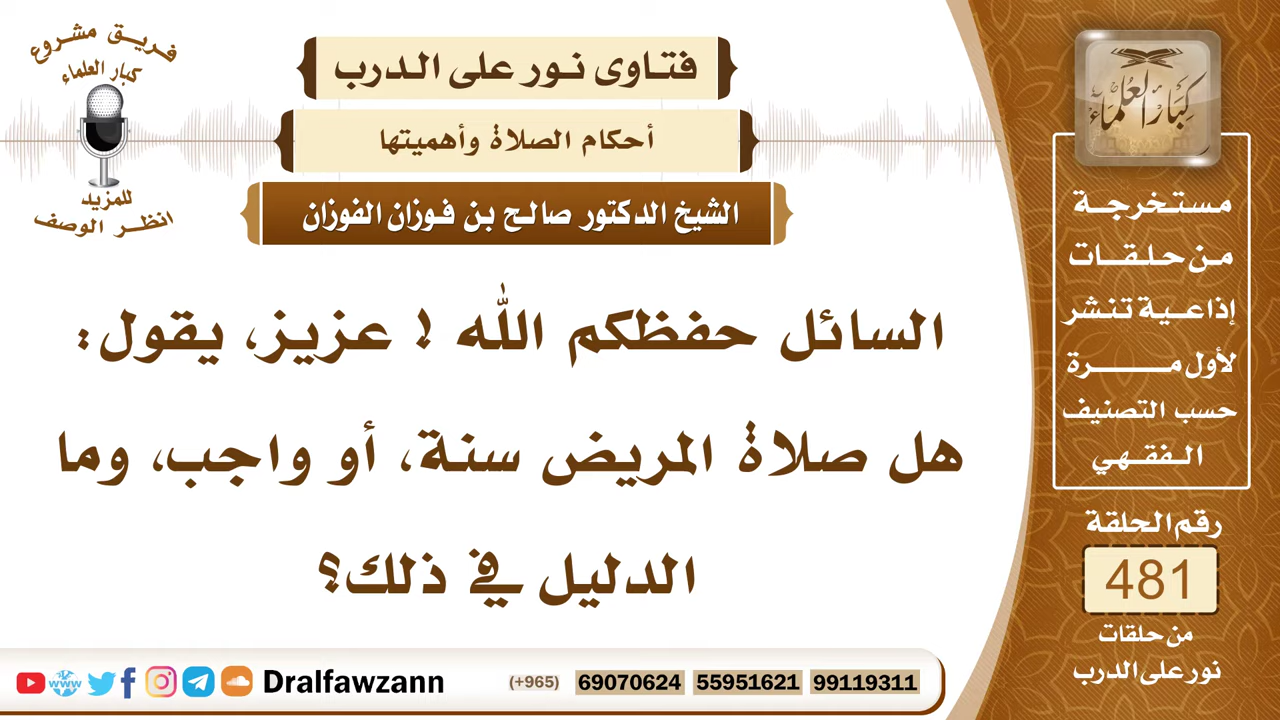 فريق مشروع
كبار العلماء
للمزيد
انظر الوصف
فتاوى نور على الدرب
أحكام الصلاة وأهميتها
الشيخ الدكتور صالح بن فوزان الفوزان
السائل حفظكم الله ! عزيز، يقول:
هل صلاة المريض سنة، أو واجب، وما
الدليل في ذلك؟
كبار العلماء
مستخرجة
من حلقات
إذاعية تنشر
لأول مرة
حسب التصنيف
الفقهي
رقم الحلقة
481
من حلقات
نور على الدرب
www Dralfawzann (+965) 69070624 55951621 99119311